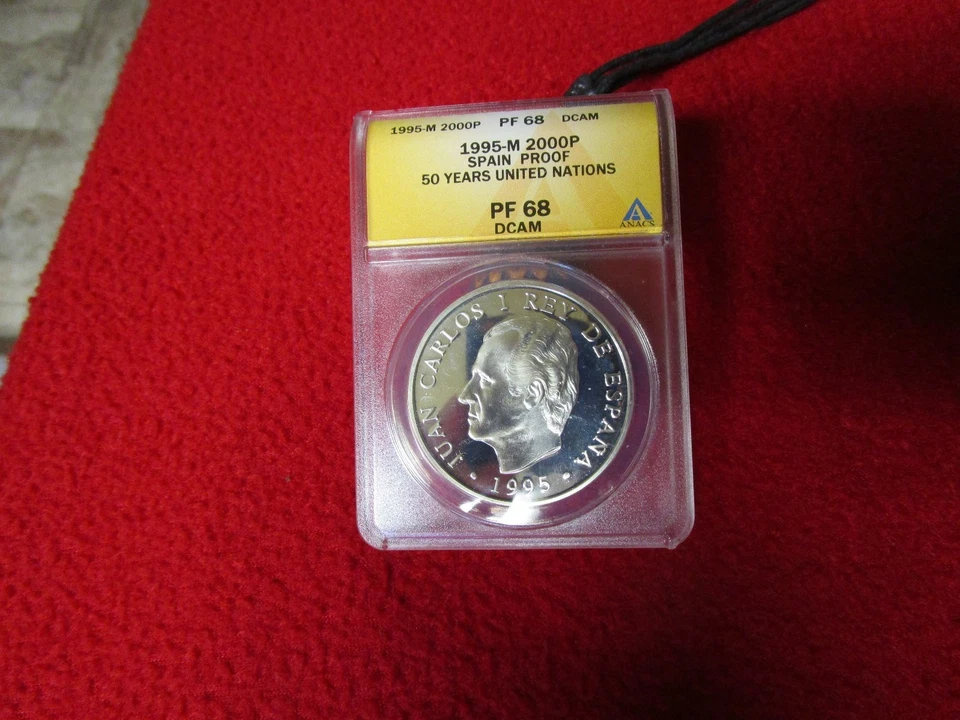 1995-M 2000P PF 68 DCAM
1995-M 2000P
SPAIN PROOF
50 YEARS UNITED NATIONS
PF 68
DCAM
ANACS
JUAN CARLOS I REY DE ESPAÑA
• 1995 •